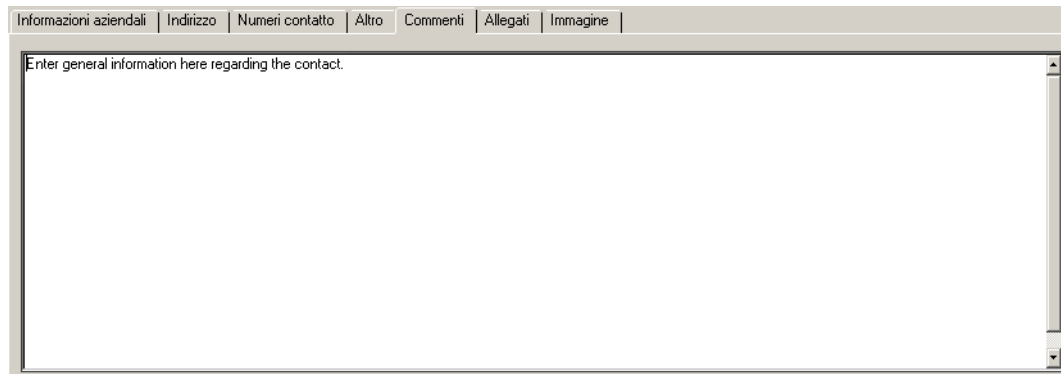 Informazioni aziendali Indirizzo Numeri contatto Altro Commenti Allegati Immagine
Enter general information here regarding the contact.